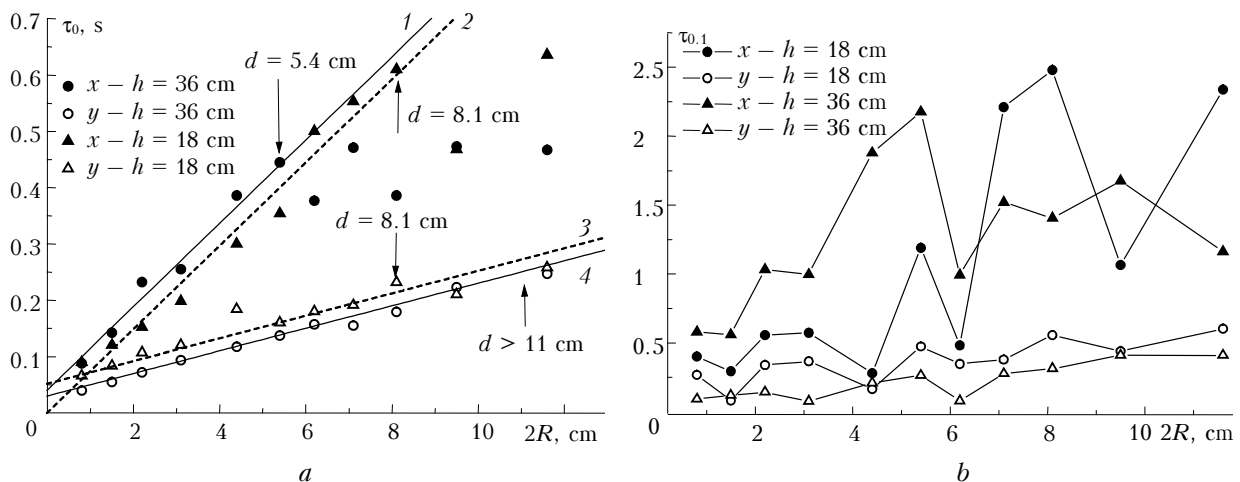 τ0, s
0.7
0.6
0.5
0.4
0.3
0.2
0.1
0
2
4
6
8
10
2R, cm
1
2
3
4
d = 5.4 cm
d = 8.1 cm
d = 8.1 cm
d > 11 cm
x – h = 36 cm
y – h = 36 cm
x – h = 18 cm
y – h = 18 cm
a
τ0.1
2.5
2
1.5
1
0.5
0
2
4
6
8
10
2R, cm
x – h = 18 cm
y – h = 18 cm
x – h = 36 cm
y – h = 36 cm
b